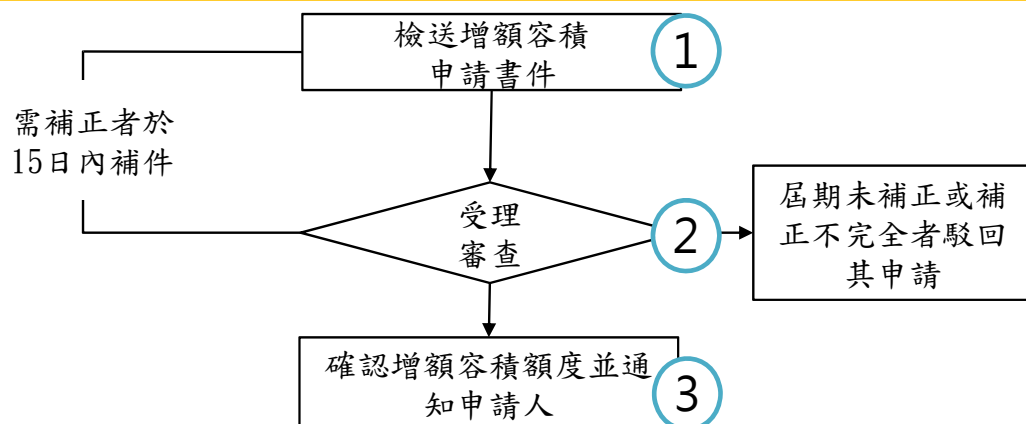 檢送增額容積
申請書件
1
需補正者於
15日內補件
受理
審查
2
屆期未補正或補
正不完全者駁回
其申請
確認增額容積額度並通
知申請人
3